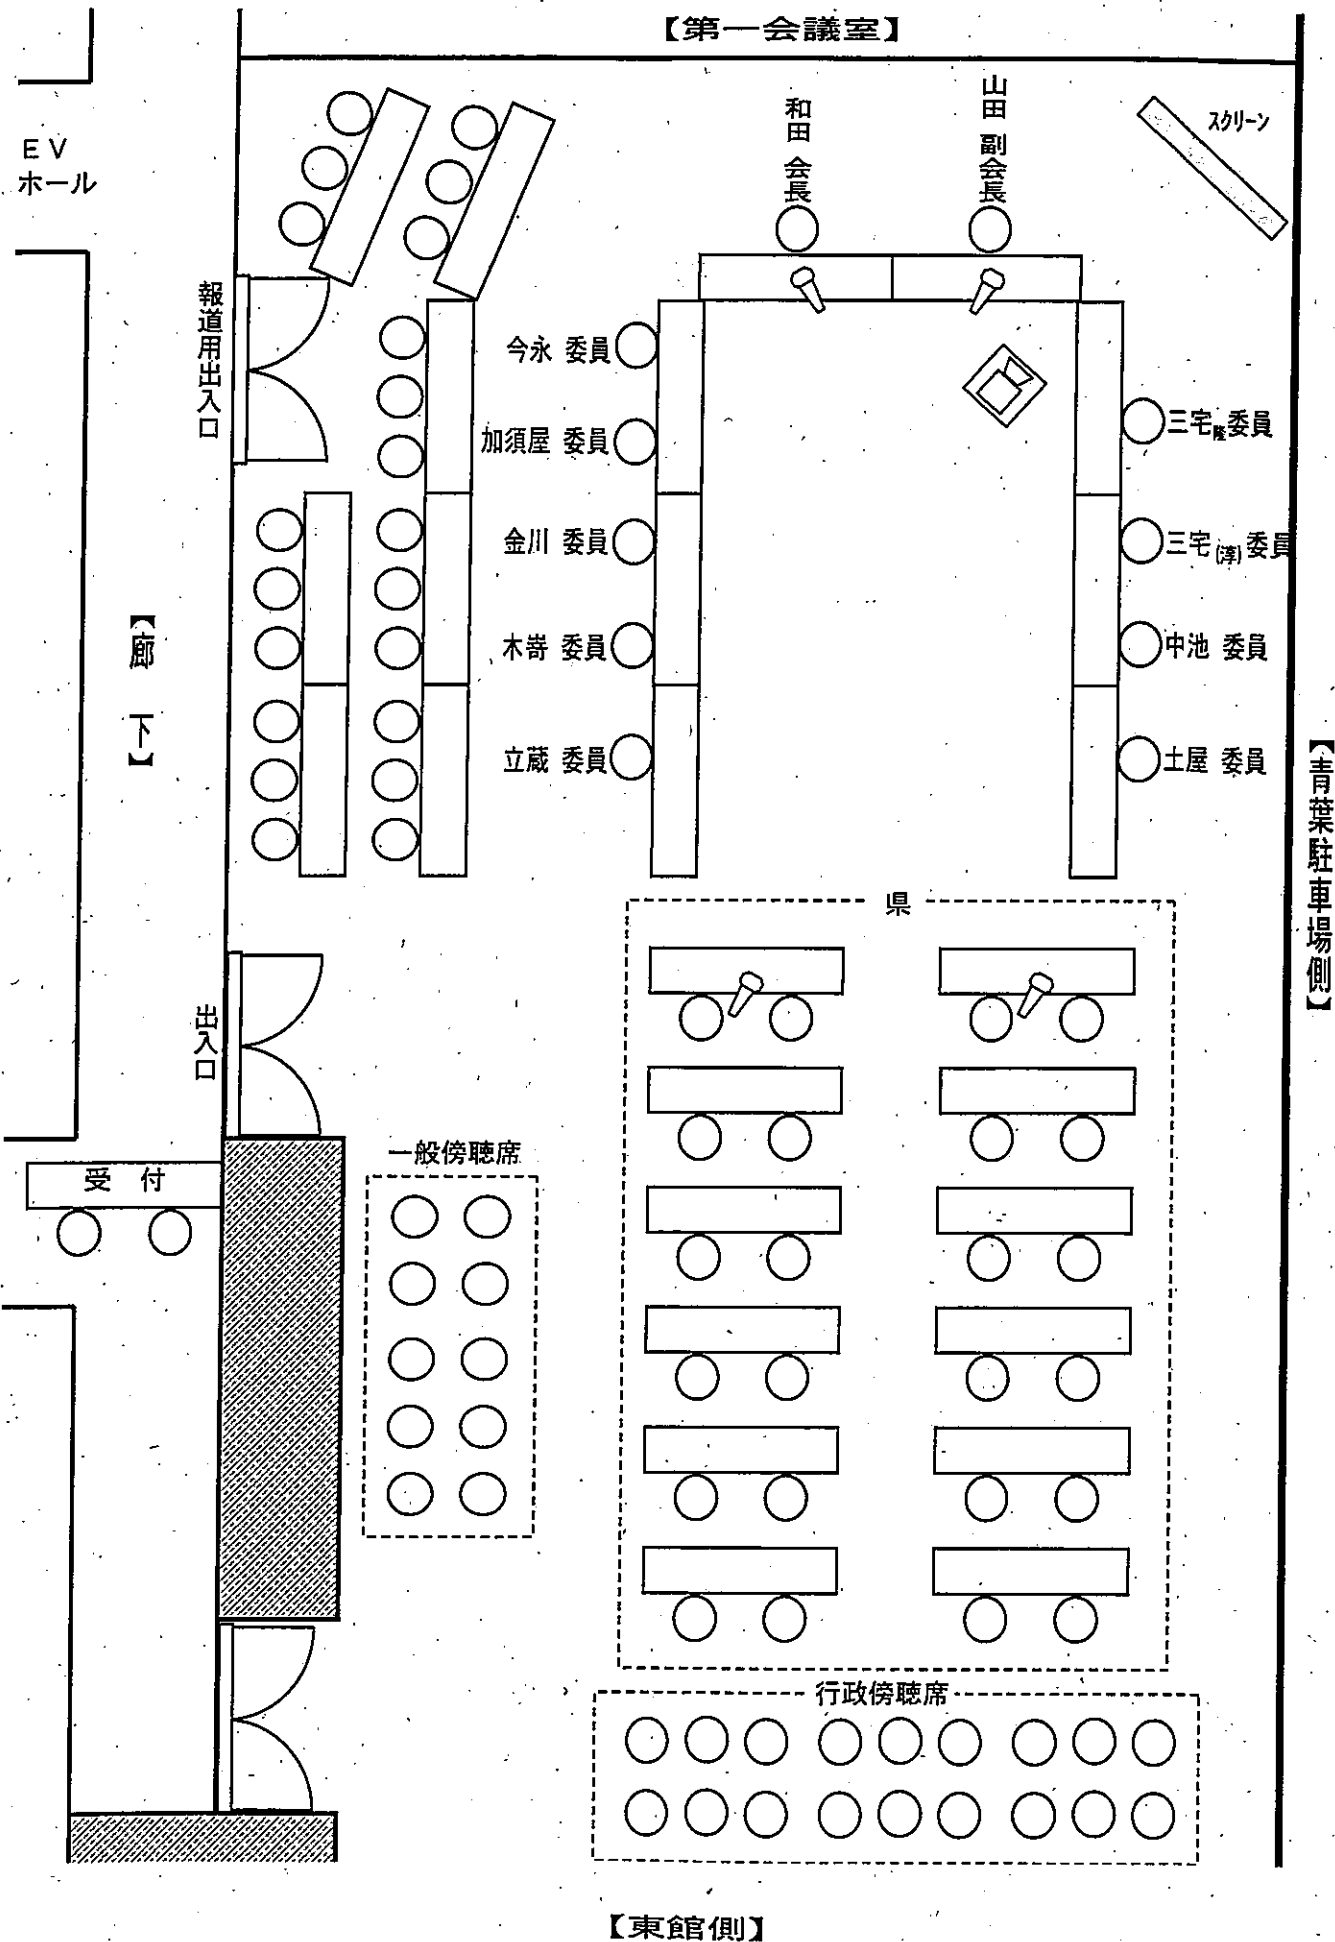 【第一会議室】
スクリーン
EV
ホール
和田 会長
山田 副会長
報道用出入口
今永 委員
加須屋 委員
金川 委員
木嵜 委員
立蔵 委員
三宅隆委員
三宅(淳)委員
中池 委員
土屋 委員
【廊 下】
【青葉駐車場側】
県
出入口
受 付
一般傍聴席
行政傍聴席
【東館側】